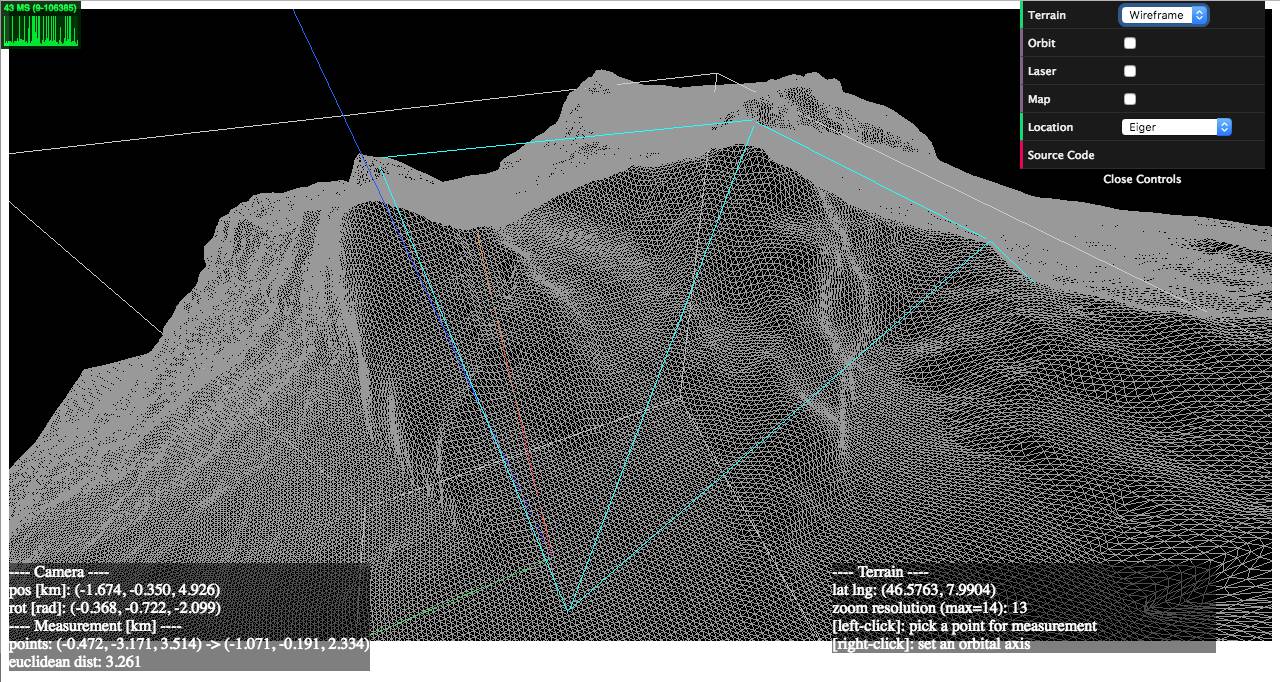 43 MS (9-106385)
Terrain Wireframe
Orbit
Laser
Map
Location Eiger
Source Code
Close Controls
---- Camera ----
pos [km]: (-1.674, -0.350, 4.926)
rot [rad]: (-0.368, -0.722, -2.099)
---- Measurement [km] ----
points: (-0.472, -3.171, 3.514) -> (-1.071, -0.191, 2.334)
euclidean dist: 3.261
---- Terrain ----
lat lng: (46.5763, 7.9904)
zoom resolution (max=14): 13
[left-click]: pick a point for measurement
[right-click]: set an orbital axis